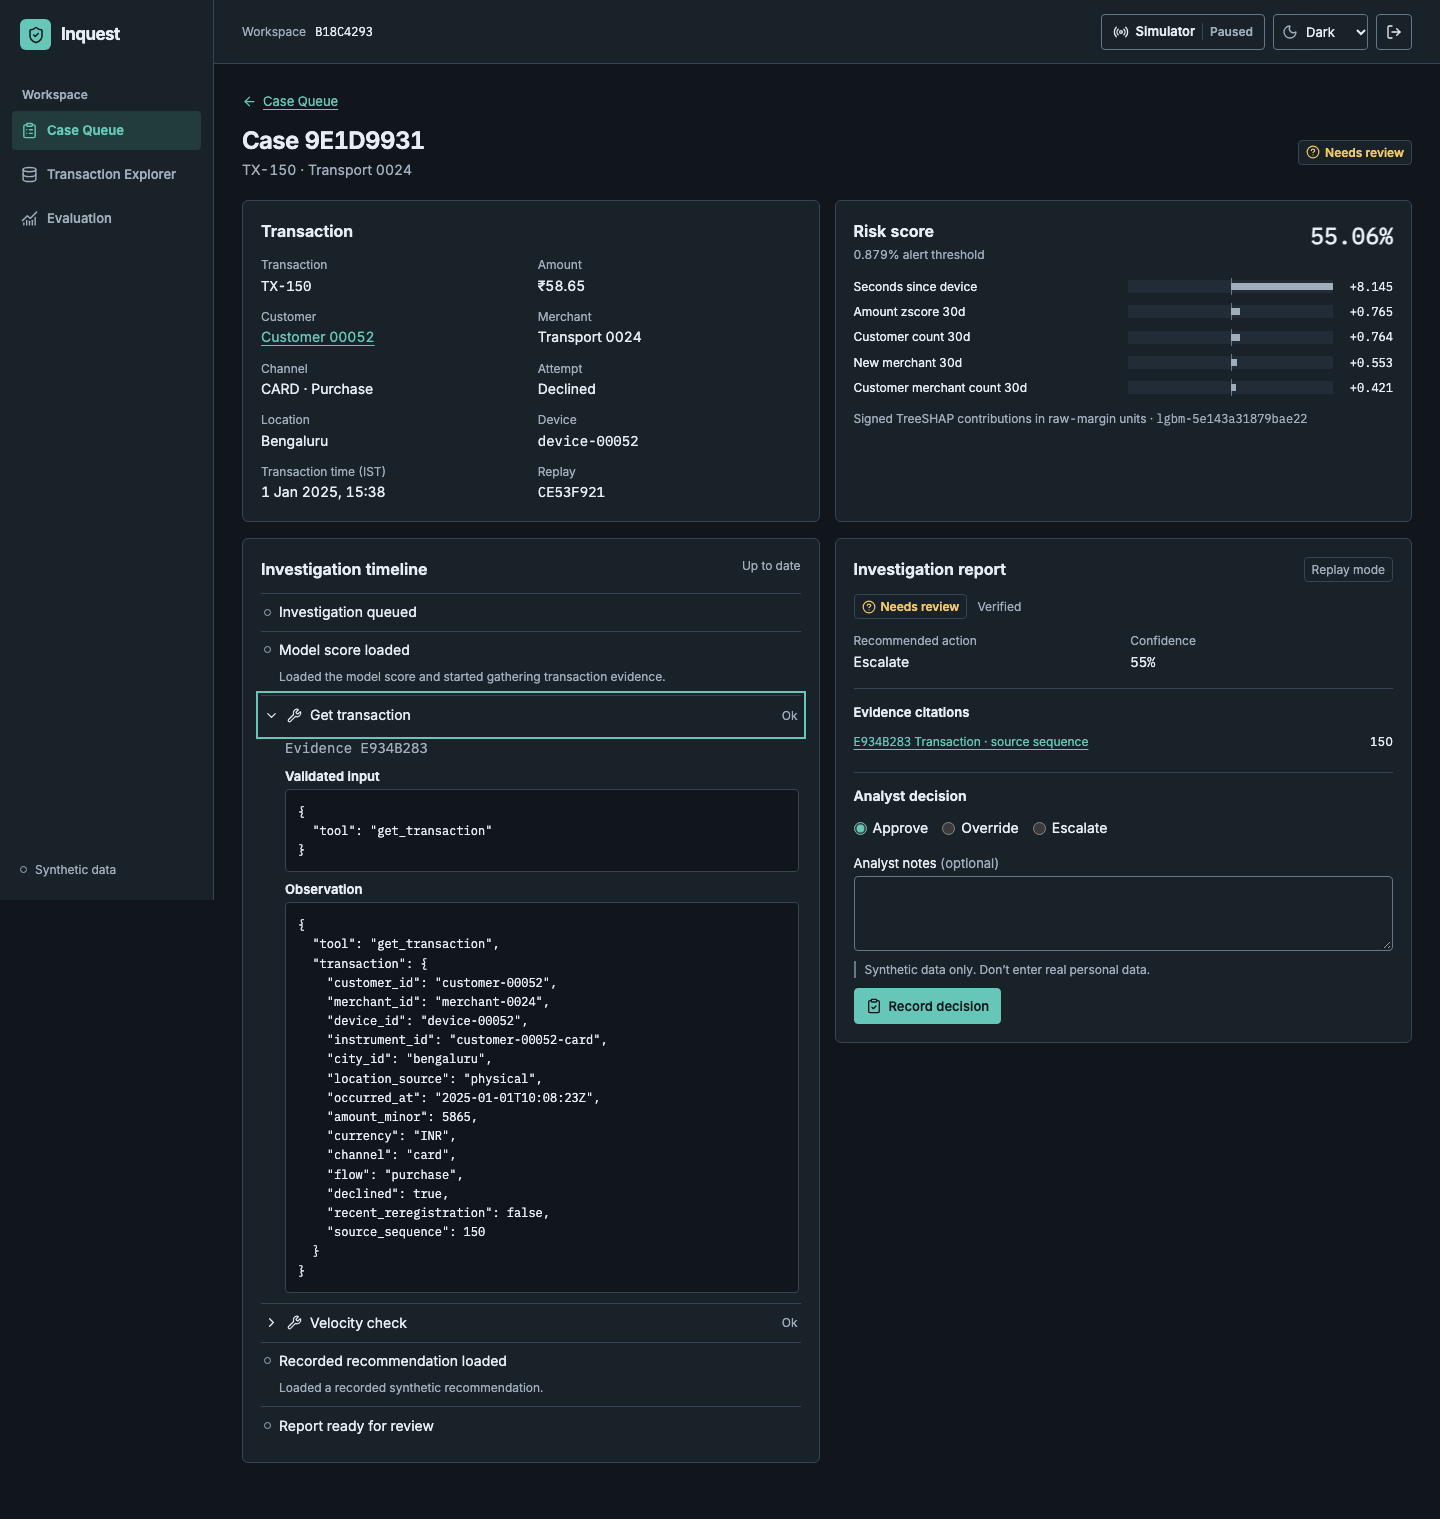 Inquest
Workspace B18C4293
Simulator Paused
Dark
Workspace
Case Queue
Transaction Explorer
Evaluation
Synthetic data
Case Queue
Case 9E1D9931
TX-150 · Transport 0024
Needs review
Transaction
Transaction
TX-150
Amount
₹58.65
Customer
Customer 00052
Merchant
Transport 0024
Channel
CARD · Purchase
Attempt
Declined
Location
Bengaluru
Device
device-00052
Transaction time (IST)
1 Jan 2025, 15:38
Replay
CE53F921
Risk score
55.06%
0.879% alert threshold
Seconds since device +8.145
Amount zscore 30d +0.765
Customer count 30d +0.764
New merchant 30d +0.553
Customer merchant count 30d +0.421
Signed TreeSHAP contributions in raw-margin units · lgbm-5e143a31879bae22
Investigation timeline
Up to date
Investigation queued
Model score loaded
Loaded the model score and started gathering transaction evidence.
Get transaction Ok
Evidence E934B283
Validated input
{
"tool": "get_transaction"
}
Observation
{
"tool": "get_transaction",
"transaction": {
"customer_id": "customer-00052",
"merchant_id": "merchant-0024",
"device_id": "device-00052",
"instrument_id": "customer-00052-card",
"city_id": "bengaluru",
"location_source": "physical",
"occurred_at": "2025-01-01T10:08:23Z",
"amount_minor": 5865,
"currency": "INR",
"channel": "card",
"flow": "purchase",
"declined": true,
"recent_reregistration": false,
"source_sequence": 150
}
}
Velocity check Ok
Recorded recommendation loaded
Loaded a recorded synthetic recommendation.
Report ready for review
Investigation report
Replay mode
Needs review Verified
Recommended action
Escalate
Confidence
55%
Evidence citations
E934B283 Transaction · source sequence 150
Analyst decision
Approve Override Escalate
Analyst notes (optional)
Synthetic data only. Don't enter real personal data.
Record decision